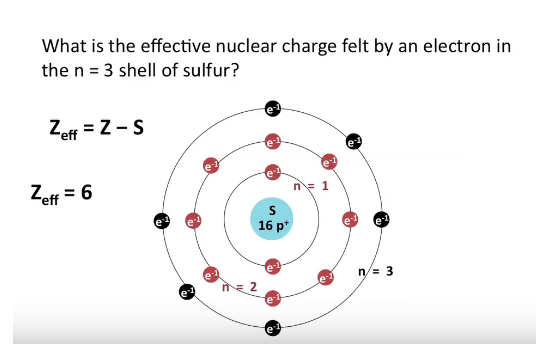 What is the effective nuclear charge felt by an electron in
the n = 3 shell of sulfur?
Zeff = Z – S
Zeff = 6
e-1
e-1
e-1
e-1
e-1
e-1
n = 1
S
16 p+
e-1
e-1
e-1
e-1
e-1
e-1
e-1
n = 3
n = 2
e-1
e-1
e-1